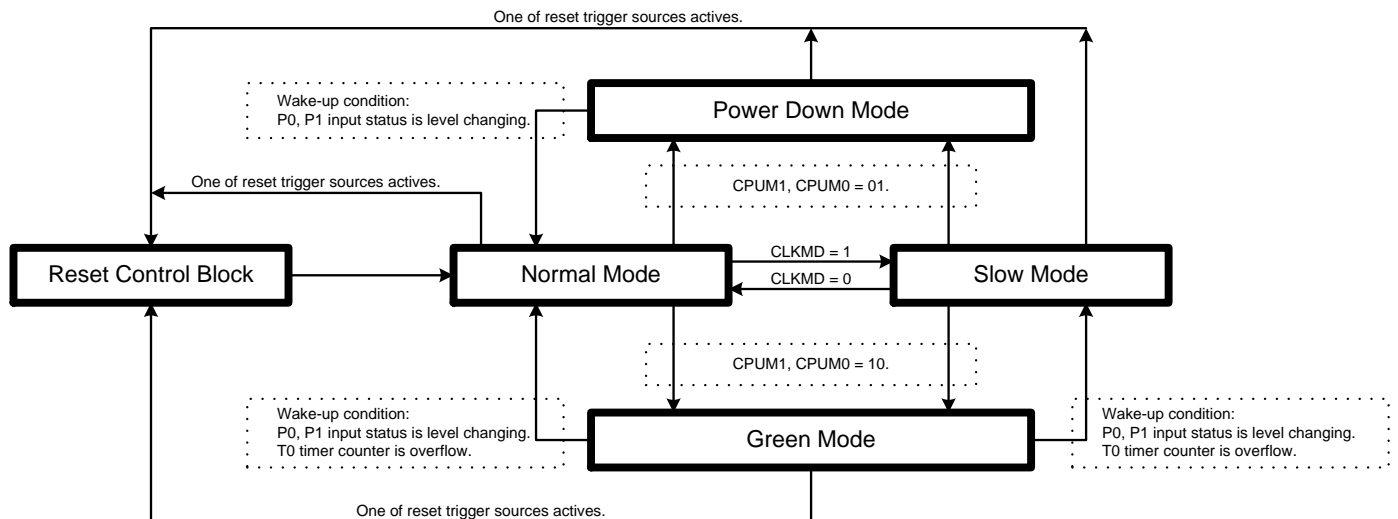 One of reset trigger sources actives.
Wake-up condition:
P0, P1 input status is level changing.
Power Down Mode
One of reset trigger sources actives.
CPUM1, CPUM0 = 01.
Reset Control Block
Normal Mode
CLKMD = 1
CLKMD = 0
Slow Mode
CPUM1, CPUM0 = 10.
Wake-up condition:
P0, P1 input status is level changing.
T0 timer counter is overflow.
Green Mode
Wake-up condition:
P0, P1 input status is level changing.
T0 timer counter is overflow.
One of reset trigger sources actives.